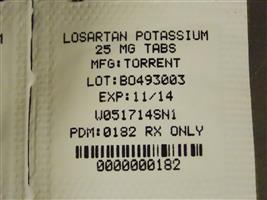 LOSARTAN POTASSIUM
25 MG TABS
MFG:TORRENT
LOT:BO493003
EXP:11/14
W051714SN1
PDM:0182 RX ONLY
0000000182